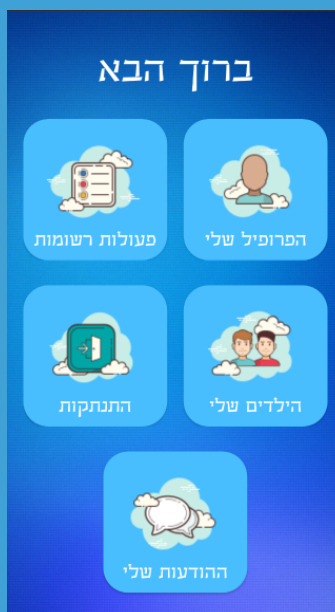 ברוך הבא
הפרופיל שלי
פעולות רשומות
הילדים שלי
התנתקות
ההודעות שלי